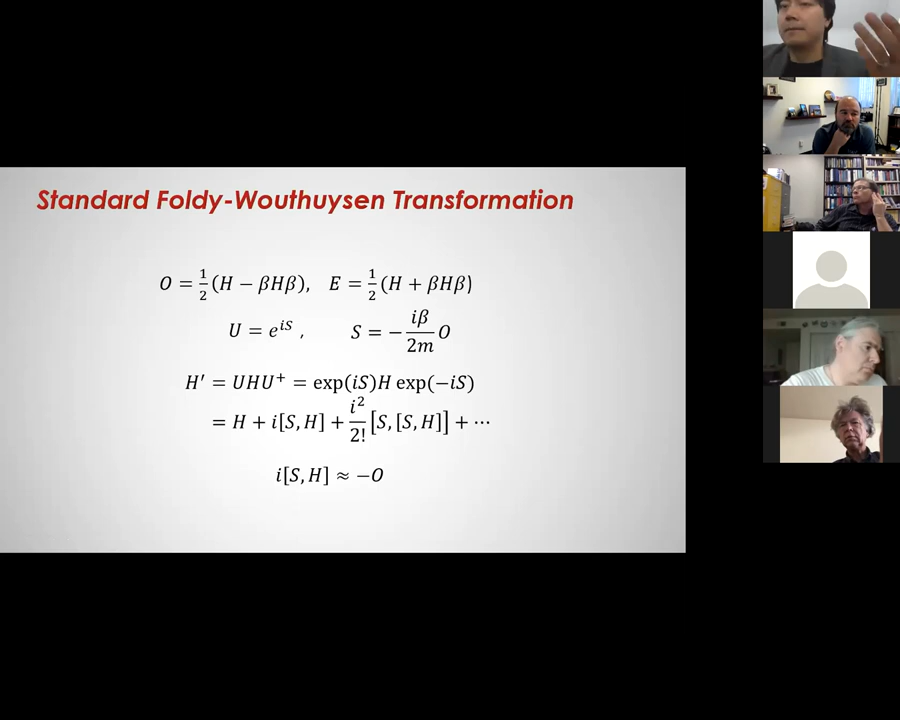 Standard Foldy-Wouthuysen Transformation
O = 1/2 (H − βHβ), E = 1/2 (H + βHβ)
U = e^{iS} , S = − iβ/2m O
H′ = UHU⁺ = exp(iS)H exp(−iS)
= H + i[S, H] + i²/2! [S, [S, H]] + ⋯
i[S, H] ≈ −O